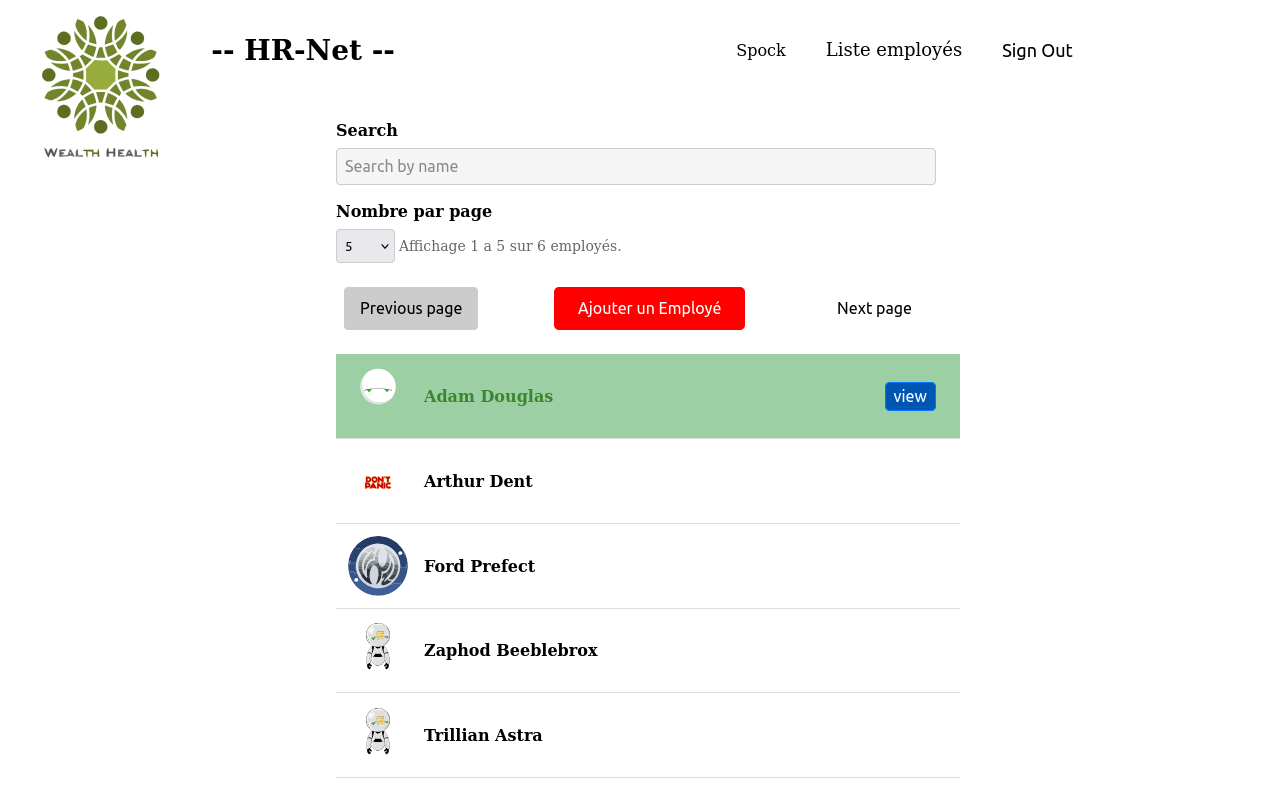 WEALTH HEALTH
-- HR-Net --
Spock
Liste employés
Sign Out
Search
Search by name
Nombre par page
5 Affichage 1 a 5 sur 6 employés.
Previous page
Ajouter un Employé
Next page
Adam Douglas
view
DON'T PANIC
Arthur Dent
Ford Prefect
Zaphod Beeblebrox
Trillian Astra